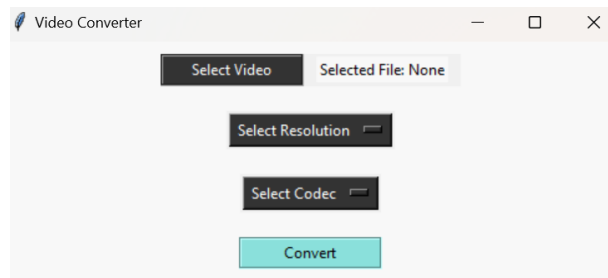 Video Converter
Select Video Selected File: None
Select Resolution
Select Codec
Convert